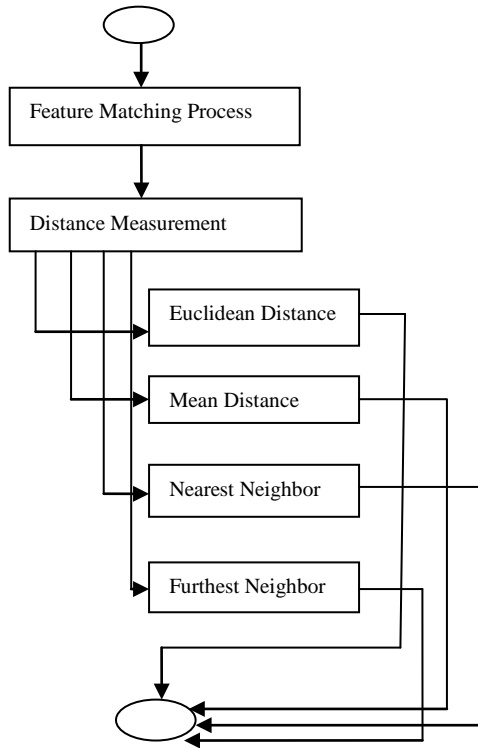 Feature Matching Process
Distance Measurement
Euclidean Distance
Mean Distance
Nearest Neighbor
Furthest Neighbor